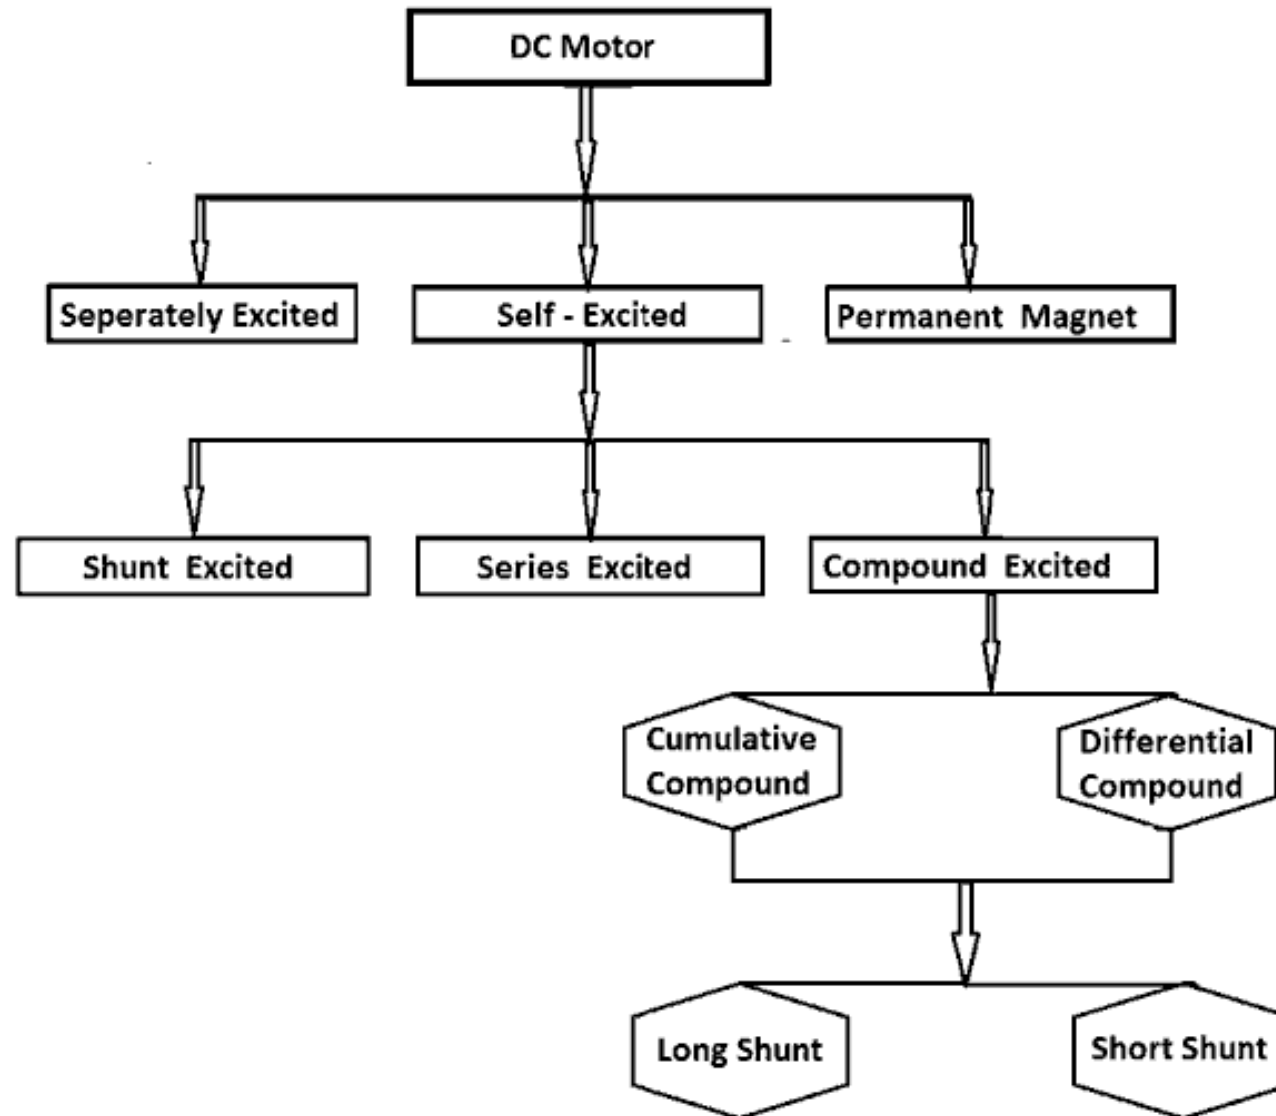 DC Motor
Seperately Excited
Self - Excited
Permanent Magnet
Shunt Excited
Series Excited
Compound Excited
Cumulative
Compound
Differential
Compound
Long Shunt
Short Shunt